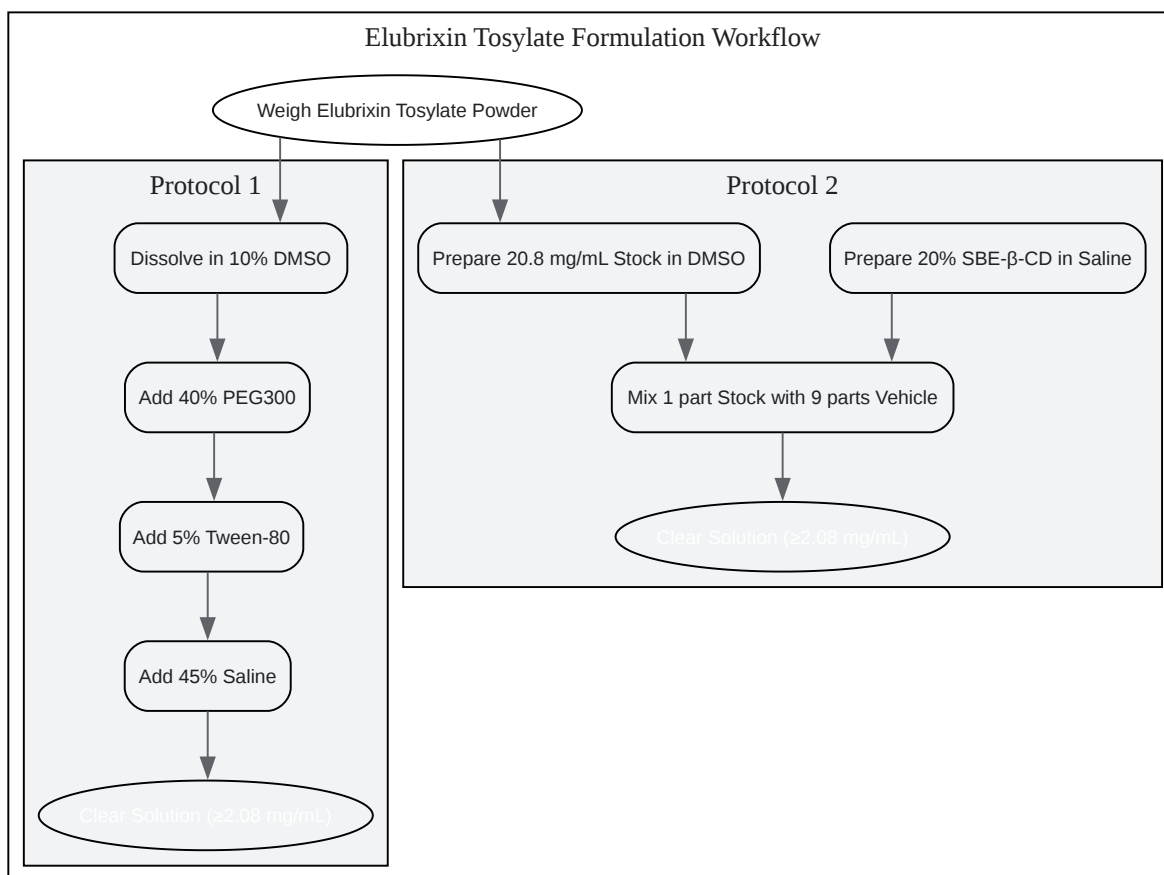 Elubrixin Tosylate Formulation Workflow
Weigh Elubrixin Tosylate Powder
Protocol 1
Dissolve in 10% DMSO
Add 40% PEG300
Add 5% Tween-80
Add 45% Saline
Clear Solution (≥2.08 mg/mL)
Protocol 2
Prepare 20.8 mg/mL Stock in DMSO
Prepare 20% SBE-β-CD in Saline
Mix 1 part Stock with 9 parts Vehicle
Clear Solution (≥2.08 mg/mL)